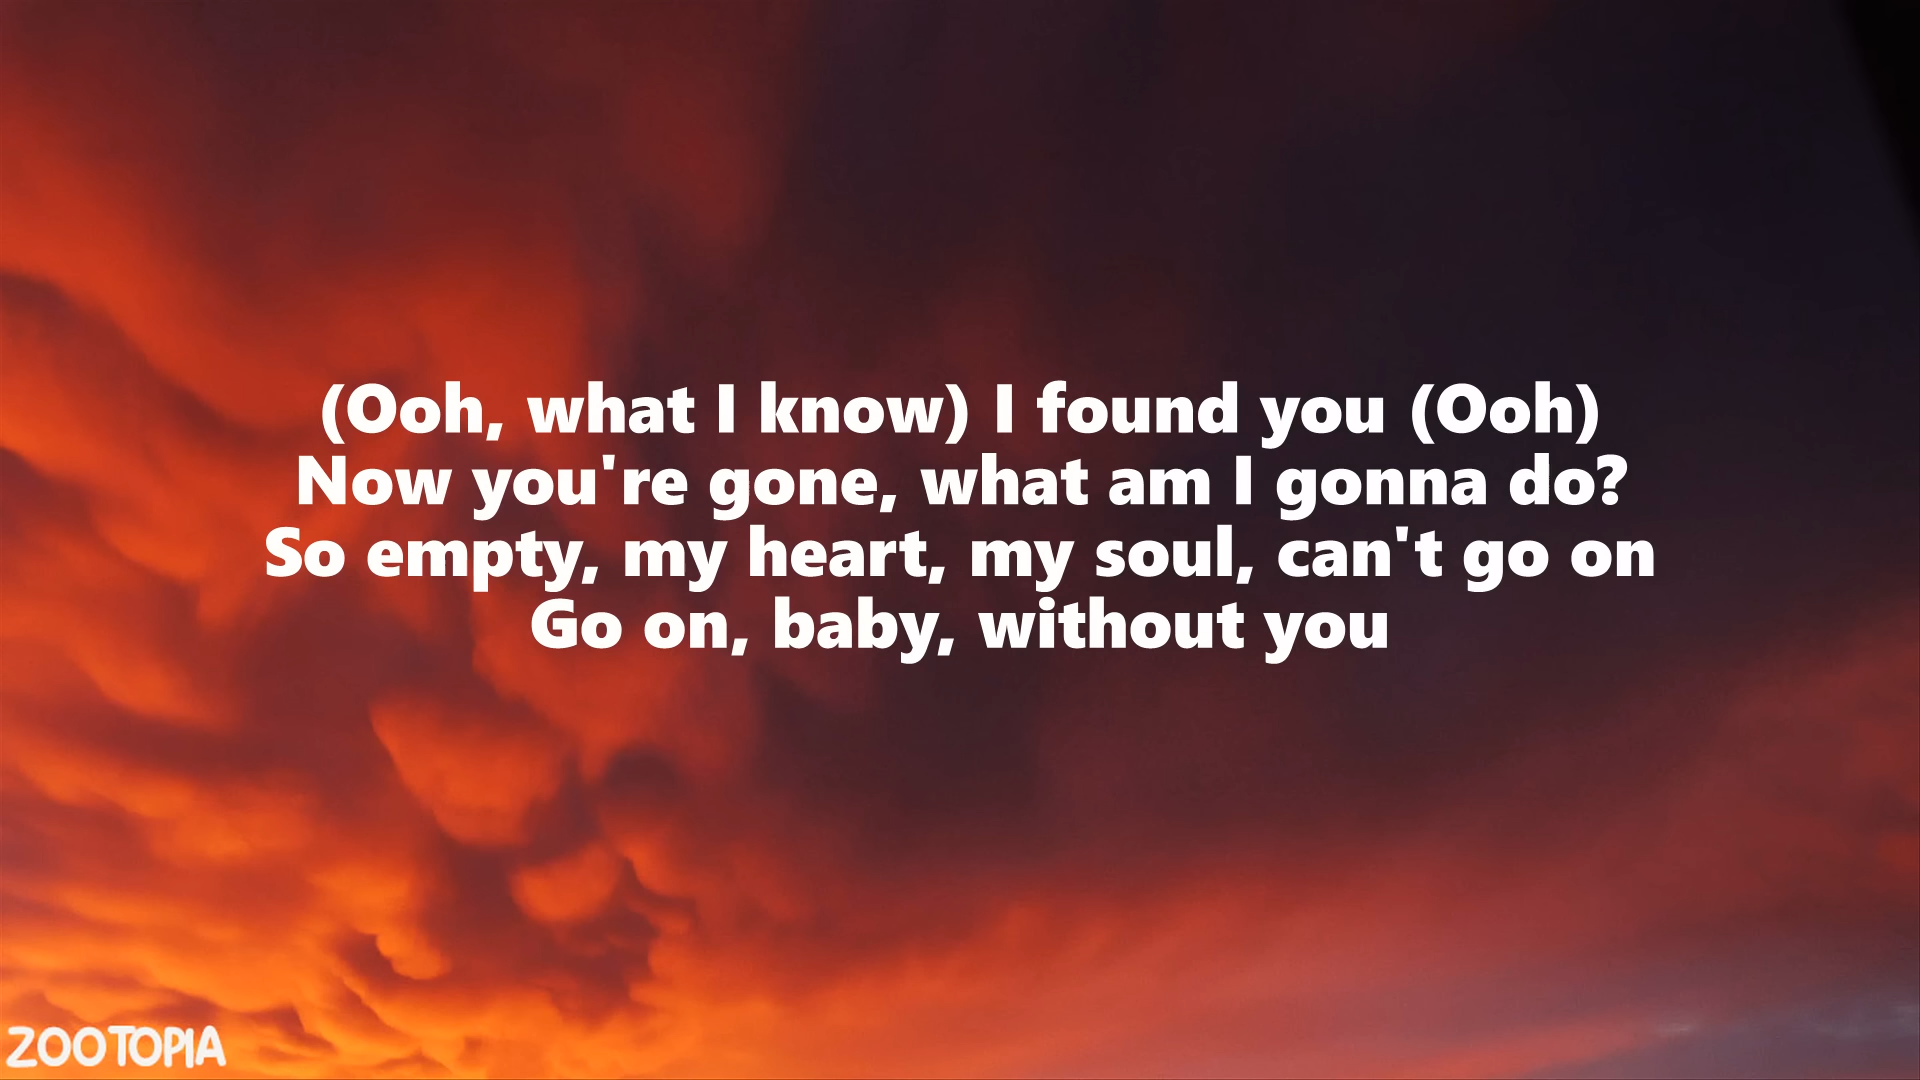 (Ooh, what I know) I found you (Ooh)
Now you're gone, what am I gonna do?
So empty, my heart, my soul, can't go on
Go on, baby, without you
ZOOTOPIA